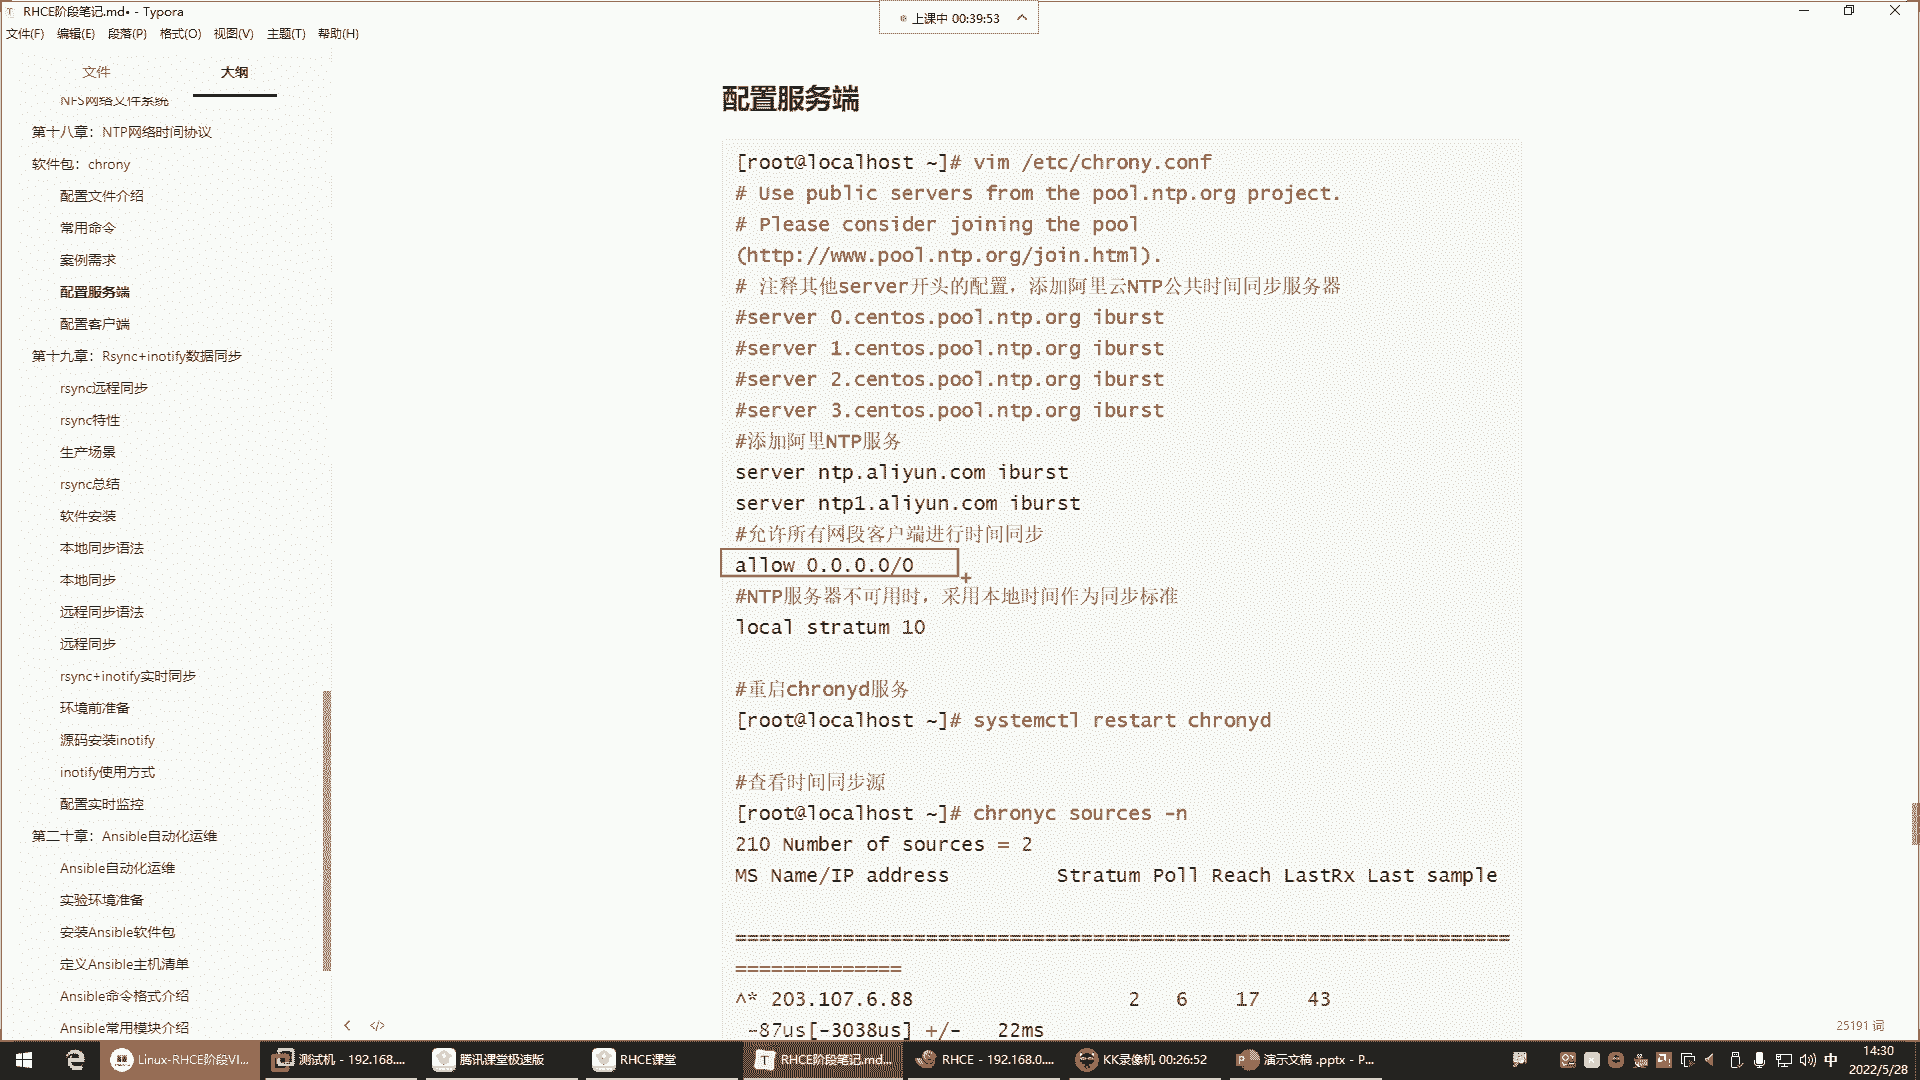 RHCE阶段笔记.md• - Typora
上课中 00:39:53
文件(F) 编辑(E) 段落(P) 格式(O) 视图(V) 主题(T) 帮助(H)
文件 大纲
NFS网络文件系统
第十八章：NTP网络时间协议
软件包：chrony
配置文件介绍
常用命令
案例需求
配置服务端
配置客户端
第十九章：Rsync+inotify数据同步
rsync远程同步
rsync特性
生产场景
rsync总结
软件安装
本地同步语法
本地同步
远程同步语法
远程同步
rsync+inotify实时同步
环境前准备
源码安装inotify
inotify使用方式
配置实时监控
第二十章：Ansible自动化运维
Ansible自动化运维
实验环境准备
安装Ansible软件包
定义Ansible主机清单
Ansible命令格式介绍
Ansible常用模块介绍
配置服务端
[root@localhost ~]# vim /etc/chrony.conf
# Use public servers from the pool.ntp.org project.
# Please consider joining the pool
(http://www.pool.ntp.org/join.html).
# 注释其他server开头的配置，添加阿里云NTP公共时间同步服务器
#server 0.centos.pool.ntp.org iburst
#server 1.centos.pool.ntp.org iburst
#server 2.centos.pool.ntp.org iburst
#server 3.centos.pool.ntp.org iburst
#添加阿里NTP服务
server ntp.aliyun.com iburst
server ntp1.aliyun.com iburst
#允许所有网段客户端进行时间同步
allow 0.0.0.0/0
#NTP服务器不可用时，采用本地时间作为同步标准
local stratum 10
#重启chronyd服务
[root@localhost ~]# systemctl restart chronyd
#查看时间同步源
[root@localhost ~]# chronyc sources -n
210 Number of sources = 2
MS Name/IP address Stratum Poll Reach LastRx Last sample
=================================================================
==============
^* 203.107.6.88 2 6 17 43
-87us[-3038us] +/- 22ms
25191 词
Linux-RHCE阶段VI... 测试机 - 192.168.... 腾讯课堂极速版 RHCE课堂 RHCE阶段笔记.md... RHCE - 192.168.0.... KK录像机 00:26:52 演示文稿 .pptx - P... 中 14:30
2022/5/28